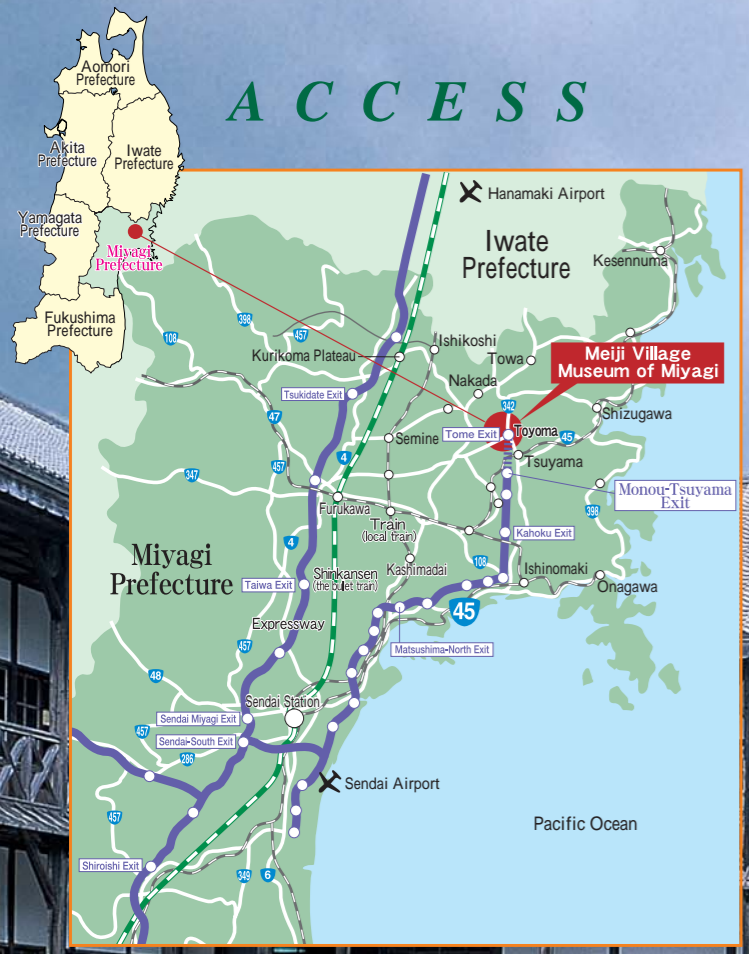 ACCESS
Aomori
Prefecture
Akita
Prefecture
Iwate
Prefecture
Yamagata
Prefecture
Miyagi
Prefecture
Fukushima
Prefecture
Hanamaki Airport
Iwate
Prefecture
Kesennuma
398
457
108
Ishikoshi
Kurikoma Plateau
Towa
Meiji Village
Museum of Miyagi
Nakada
Tsukidate Exit
342
Shizugawa
47
Semine
Tome Exit
Toyoma
45
4
457
Tsuyama
347
Monou-Tsuyama
Exit
Furukawa
398
Train
(local train)
Kahoku Exit
4
Miyagi
Prefecture
108
Kashimadai
Shinkansen
(the bullet train)
Taiwa Exit
Ishinomaki
Onagawa
45
Expressway
457
Matsushima-North Exit
48
Sendai Station
Sendai Miyagi Exit
457
Sendai-South Exit
286
Sendai Airport
457
Pacific Ocean
Shiroishi Exit
349
6